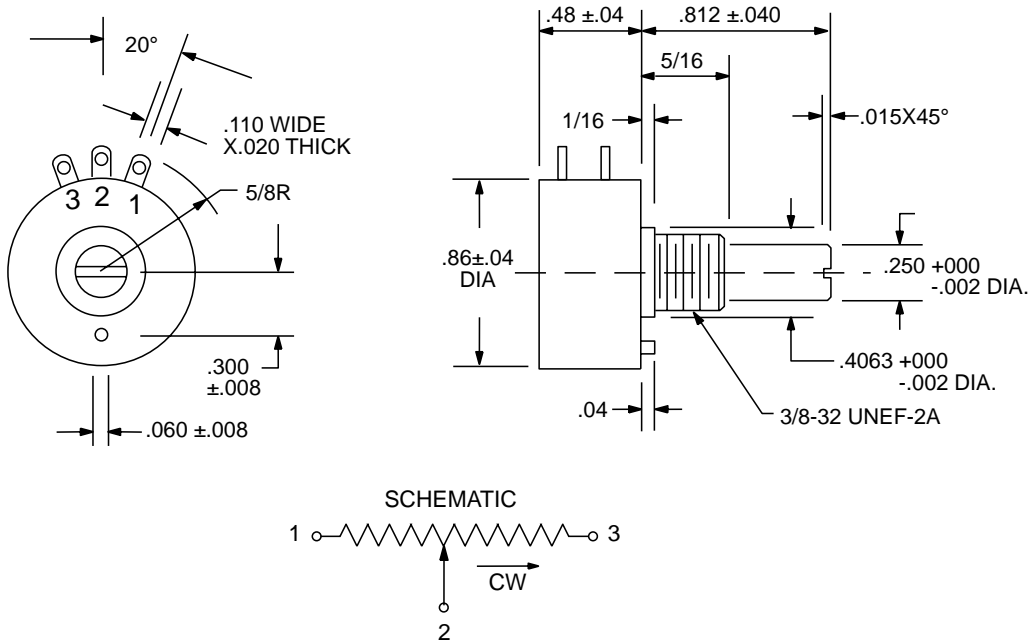 .48 ±.04
.812 ±.040
20°
5/16
.110 WIDE
X.020 THICK
1/16
.015X45°
3 2 1
5/8R
.86±.04
DIA
.250 +000
-.002 DIA.
.300
±.008
.4063 +000
-.002 DIA.
.04
3/8-32 UNEF-2A
.060 ±.008
SCHEMATIC
1
3
CW
2